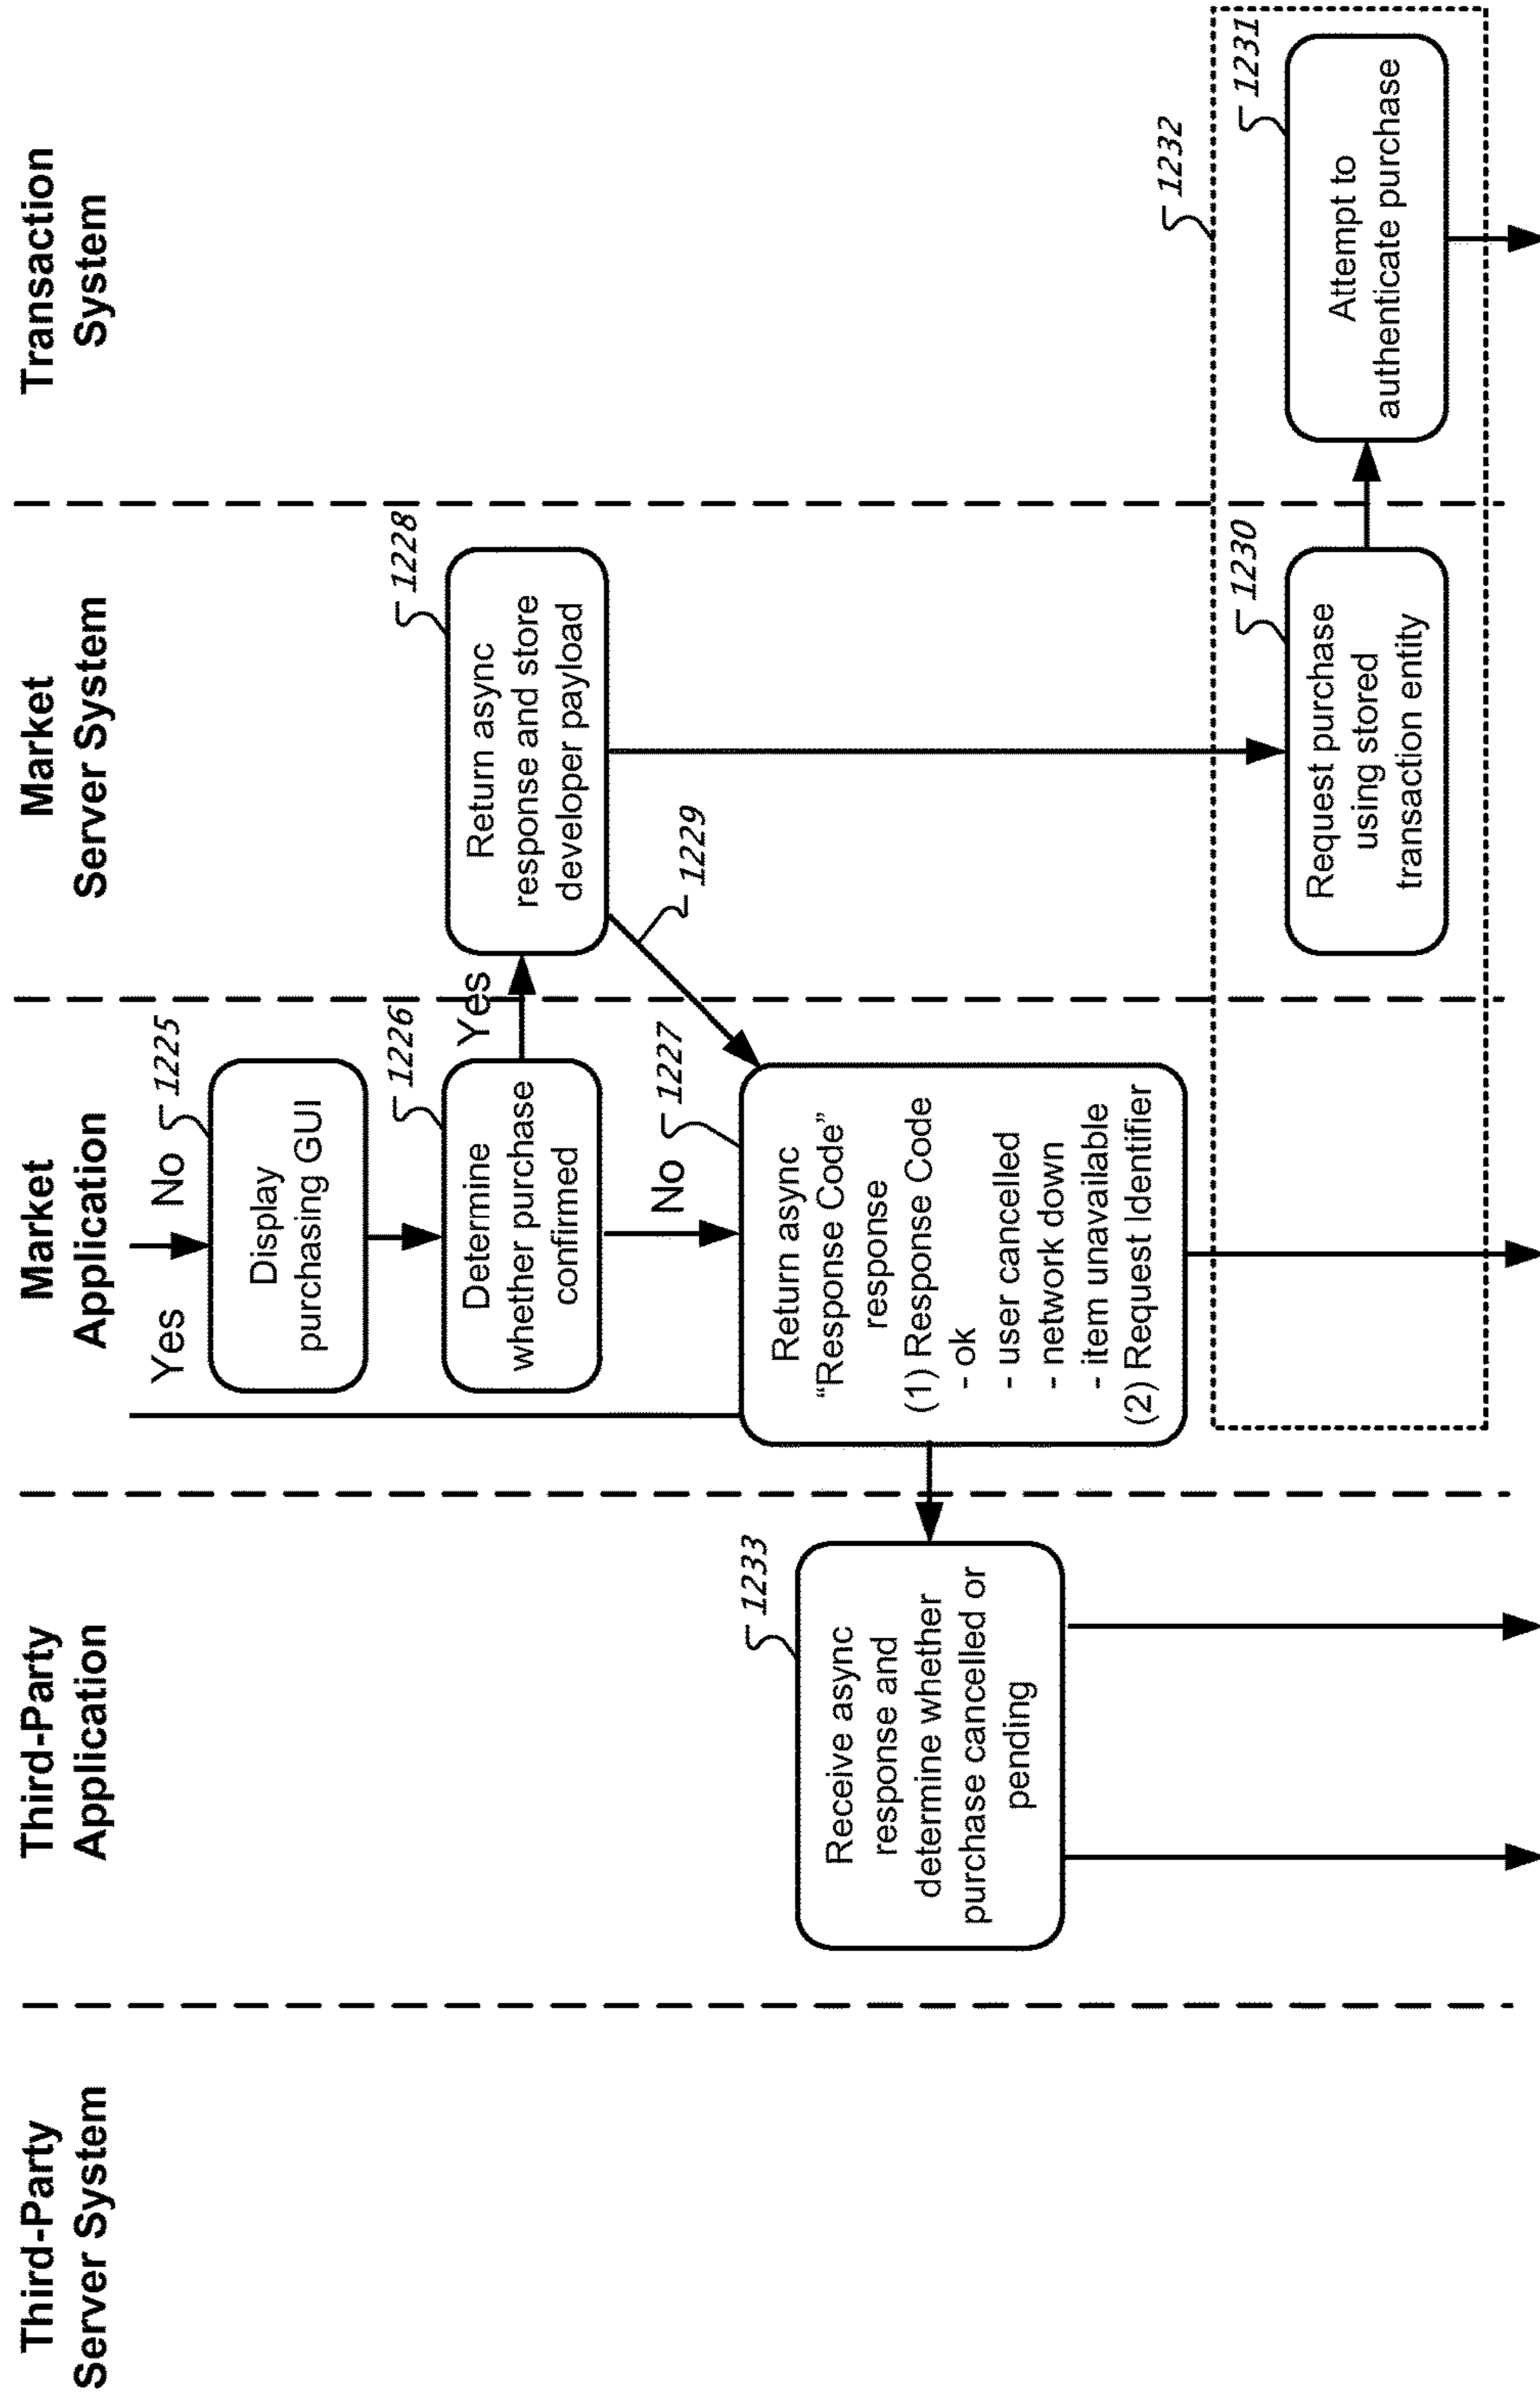 Third-Party
Server System
Third-Party
Application
Market
Application
Market
Server System
Transaction
System
Yes
No
1225
Display
purchasing GUI
1226
Determine
whether purchase
confirmed
Yes
1228
Return async
response and store
developer payload
1229
No
1227
Return async
“Response Code”
response
(1) Response Code
- ok
- user cancelled
- network down
- item unavailable
(2) Request Identifier
1233
Receive async
response and
determine whether
purchase cancelled or
pending
1232
1230
Request purchase
using stored
transaction entity
1231
Attempt to
authenticate purchase